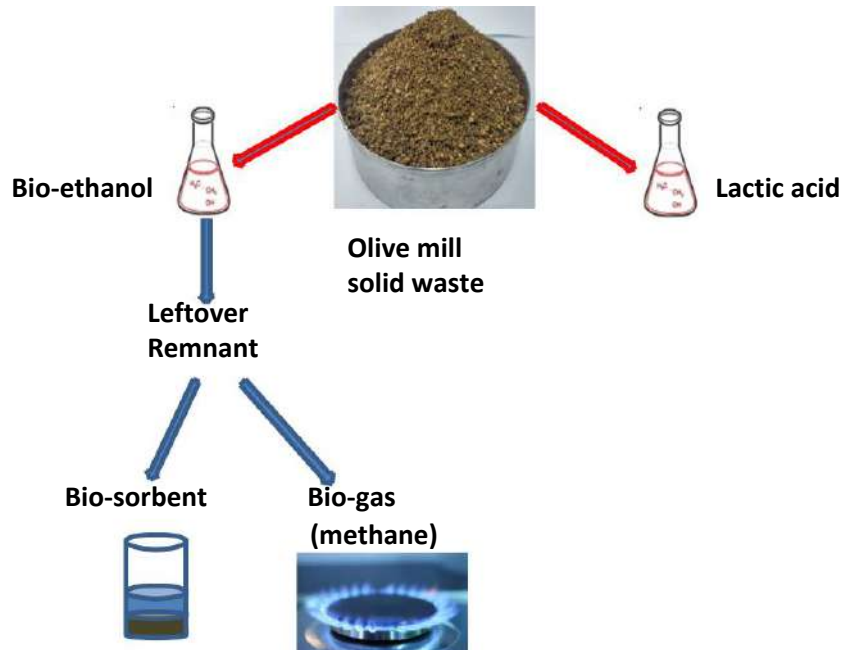 Bio-ethanol
Lactic acid
Olive mill
solid waste
Leftover
Remnant
Bio-sorbent
Bio-gas
(methane)